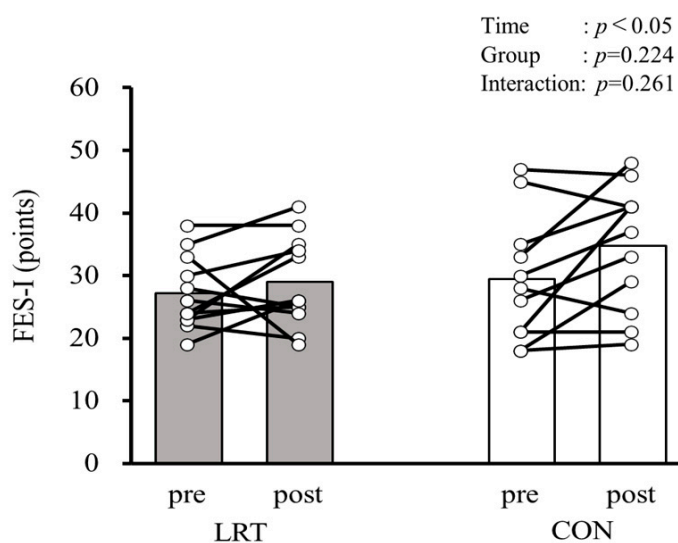 Time : p < 0.05
Group : p=0.224
Interaction: p=0.261
60
50
40
30
20
10
0
FES-I (points)
pre post pre post
LRT CON